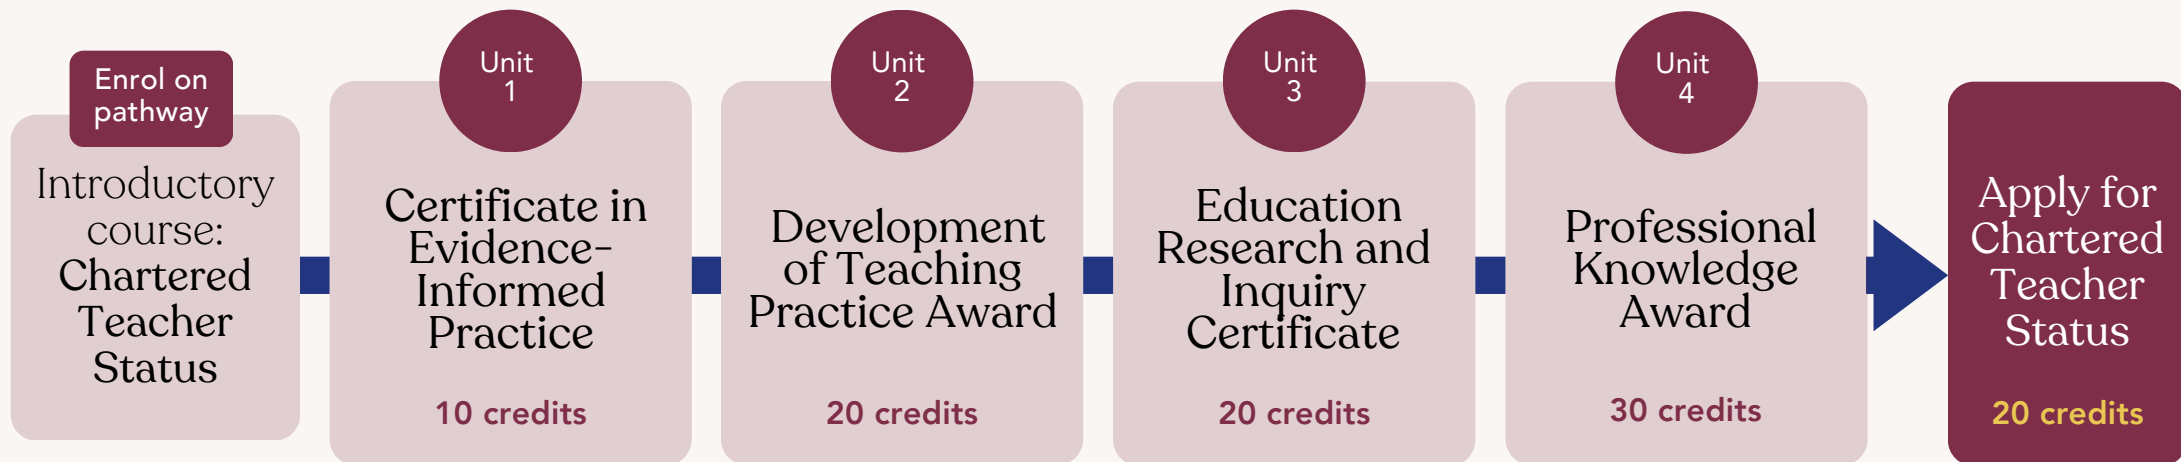 Enrol on
pathway
Introductory
course:
Chartered
Teacher
Status
Unit
1
Certificate in
Evidence-
Informed
Practice
10 credits
Unit
2
Development
of Teaching
Practice Award
20 credits
Unit
3
Education
Research and
Inquiry
Certificate
20 credits
Unit
4
Professional
Knowledge
Award
30 credits
Apply for
Chartered
Teacher
Status
20 credits